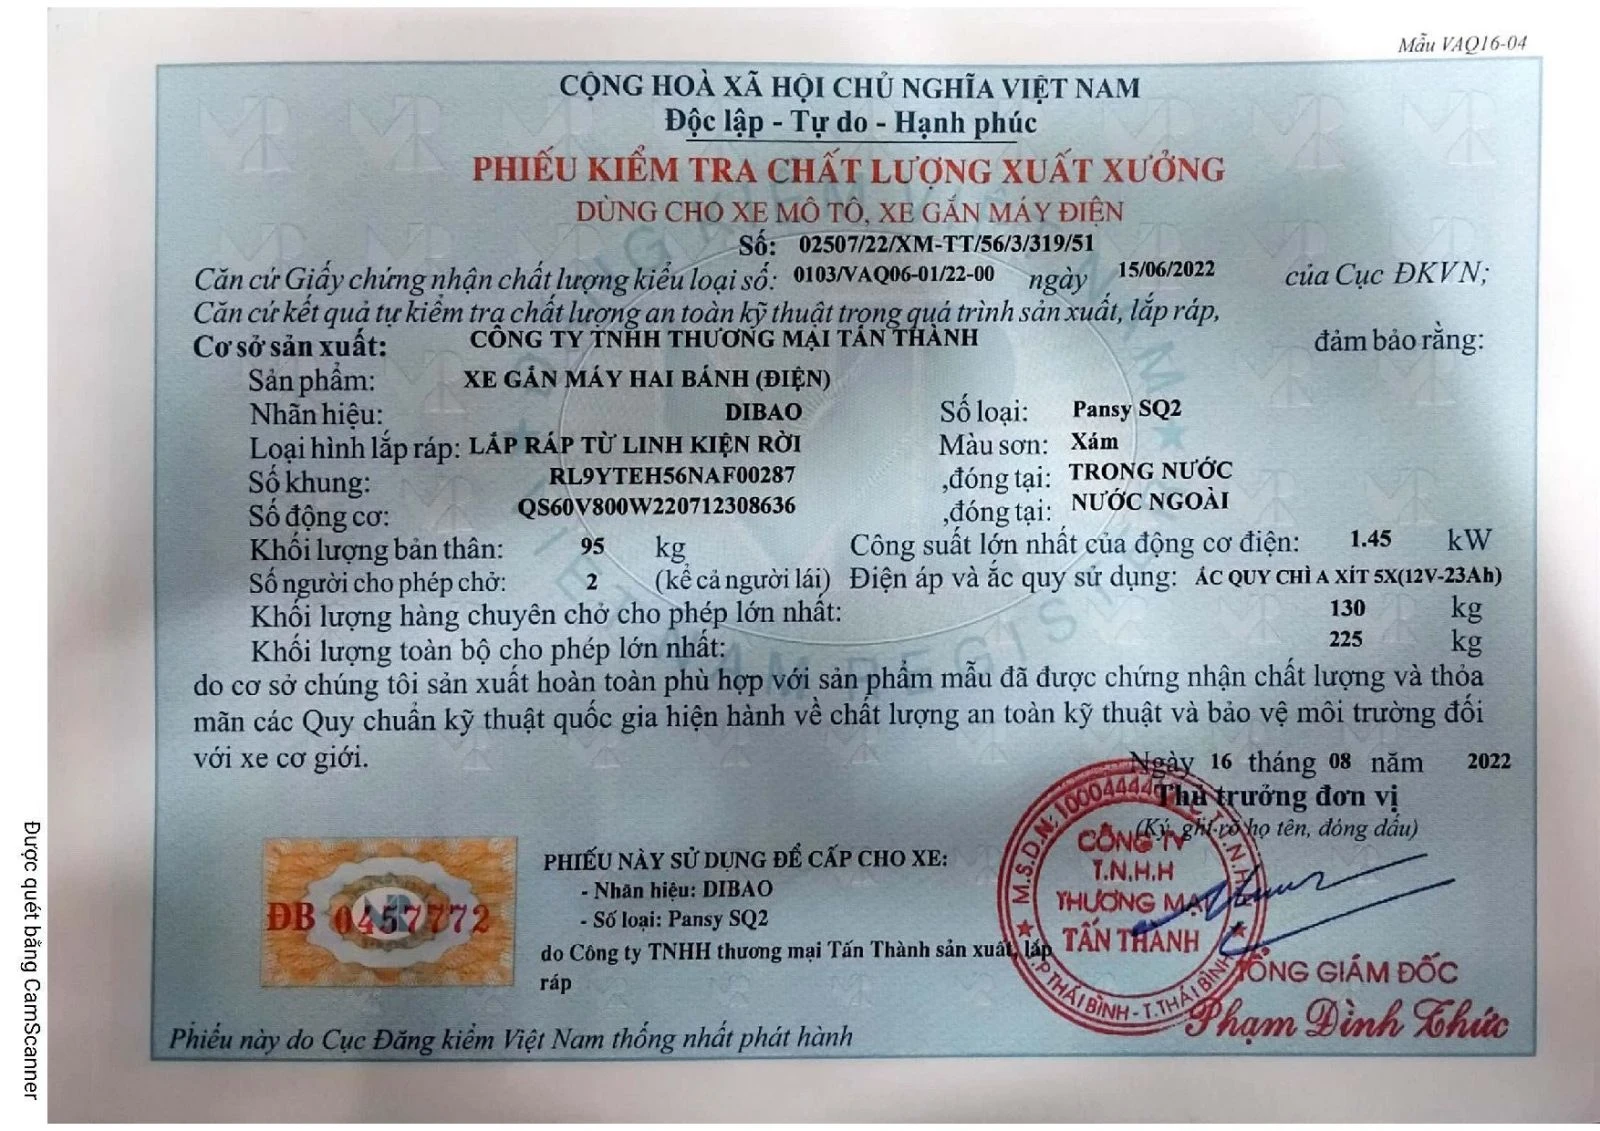 Mẫu VAQ16-04
CỘNG HOÀ XÃ HỘI CHỦ NGHĨA VIỆT NAM
Độc lập - Tự do - Hạnh phúc
PHIẾU KIỂM TRA CHẤT LƯỢNG XUẤT XƯỞNG
DÙNG CHO XE MÔ TÔ, XE GẮN MÁY ĐIỆN
Số: 02507/22/XM-TT/56/3/319/51
Căn cứ Giấy chứng nhận chất lượng kiểu loại số: 0103/VAQ06-01/22-00 ngày 15/06/2022 của Cục ĐKVN;
Căn cứ kết quả tự kiểm tra chất lượng an toàn kỹ thuật trong quá trình sản xuất, lắp ráp,
Cơ sở sản xuất: CÔNG TY TNHH THƯƠNG MẠI TẤN THÀNH đảm bảo rằng:
Sản phẩm: XE GẮN MÁY HAI BÁNH (ĐIỆN)
Nhãn hiệu: DIBAO Số loại: Pansy SQ2
Loại hình lắp ráp: LẮP RÁP TỪ LINH KIỆN RỜI Màu sơn: Xám
Số khung: RL9YTEH56NAF00287 ,đóng tại: TRONG NƯỚC
Số động cơ: QS60V800W220712308636 ,đóng tại: NƯỚC NGOÀI
Khối lượng bản thân: 95 kg Công suất lớn nhất của động cơ điện: 1.45 kW
Số người cho phép chở: 2 (kể cả người lái) Điện áp và ắc quy sử dụng: ẮC QUY CHÌ A XÍT 5X(12V-23Ah)
Khối lượng hàng chuyên chở cho phép lớn nhất: 130 kg
Khối lượng toàn bộ cho phép lớn nhất: 225 kg
do cơ sở chúng tôi sản xuất hoàn toàn phù hợp với sản phẩm mẫu đã được chứng nhận chất lượng và thỏa
mãn các Quy chuẩn kỹ thuật quốc gia hiện hành về chất lượng an toàn kỹ thuật và bảo vệ môi trường đối
với xe cơ giới.
Ngày 16 tháng 08 năm 2022
Thủ trưởng đơn vị
(Ký, ghi rõ họ tên, đóng dấu)
PHIẾU NÀY SỬ DỤNG ĐỂ CẤP CHO XE:
- Nhãn hiệu: DIBAO
- Số loại: Pansy SQ2
do Công ty TNHH thương mại Tấn Thành sản xuất, lắp
ráp
ĐB 0457772
CÔNG TY
T.N.H.H
THƯƠNG MẠI
TẤN THÀNH
TP THÁI BÌNH - T.THÁI BÌNH
TỔNG GIÁM ĐỐC
Phạm Đình Thức
Phiếu này do Cục Đăng kiểm Việt Nam thống nhất phát hành
Được quét bằng CamScanner